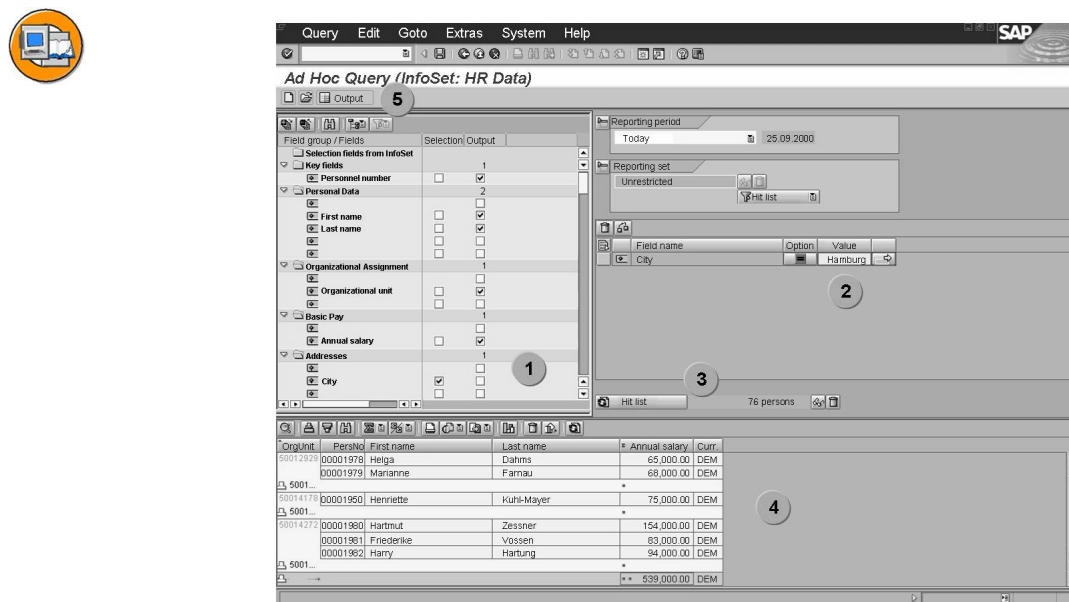 Query Edit Goto Extras System Help
SAP
Ad Hoc Query (InfoSet: HR Data)
Output
5
Field group / Fields Selection Output
Selection fields from InfoSet
Key fields 1
Personnel number
Personal Data 2
First name
Last name
Organizational Assignment 1
Organizational unit
Basic Pay 1
Annual salary
Addresses 1
City
1
Reporting period
Today 25.09.2000
Reporting set
Unrestricted
Hit list
Field name Option Value
City = Hamburg
2
3
Hit list 76 persons
OrgUnit PersNo First name Last name Annual salary Curr.
50012929 00001978 Helga Dahms 65,000.00 DEM
00001979 Marianne Farnau 68,000.00 DEM
5001...
50014178 00001950 Henriette Kuhl-Mayer 75,000.00 DEM
5001...
50014272 00001980 Hartmut Zessner 154,000.00 DEM
00001981 Friederike Vossen 83,000.00 DEM
00001982 Harry Hartung 94,000.00 DEM
5001...
539,000.00 DEM
4